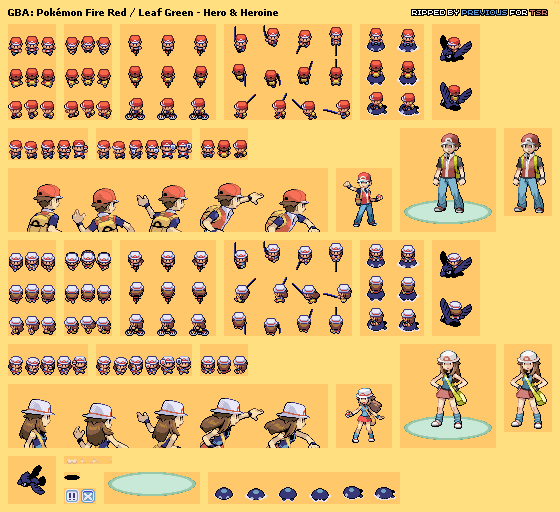 GBA: Pokémon Fire Red / Leaf Green - Hero & Heroine
RIPPED BY PREVIOUS FOR TSR
!!